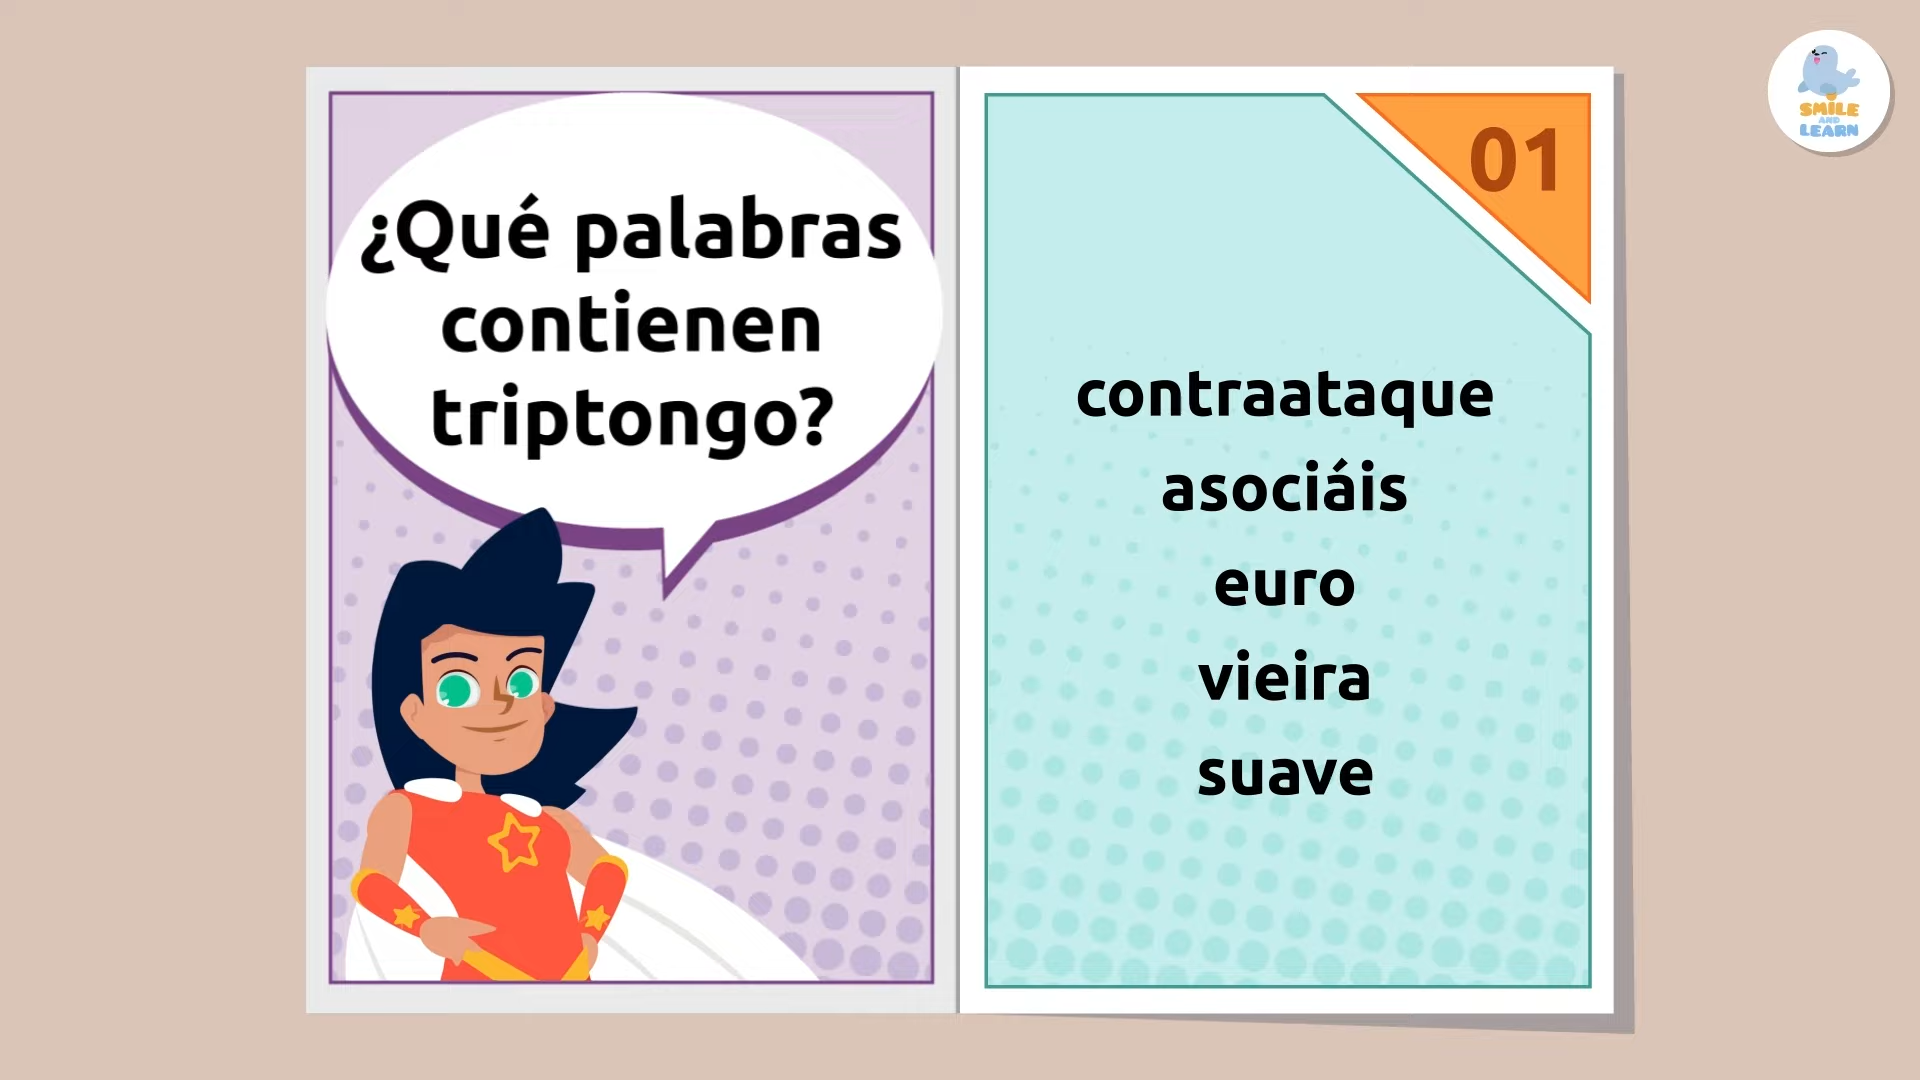 ¿Qué palabras
contienen
triptongo?
01
contraataque
asociáis
euro
vieira
suave
SMILE
AND
LEARN